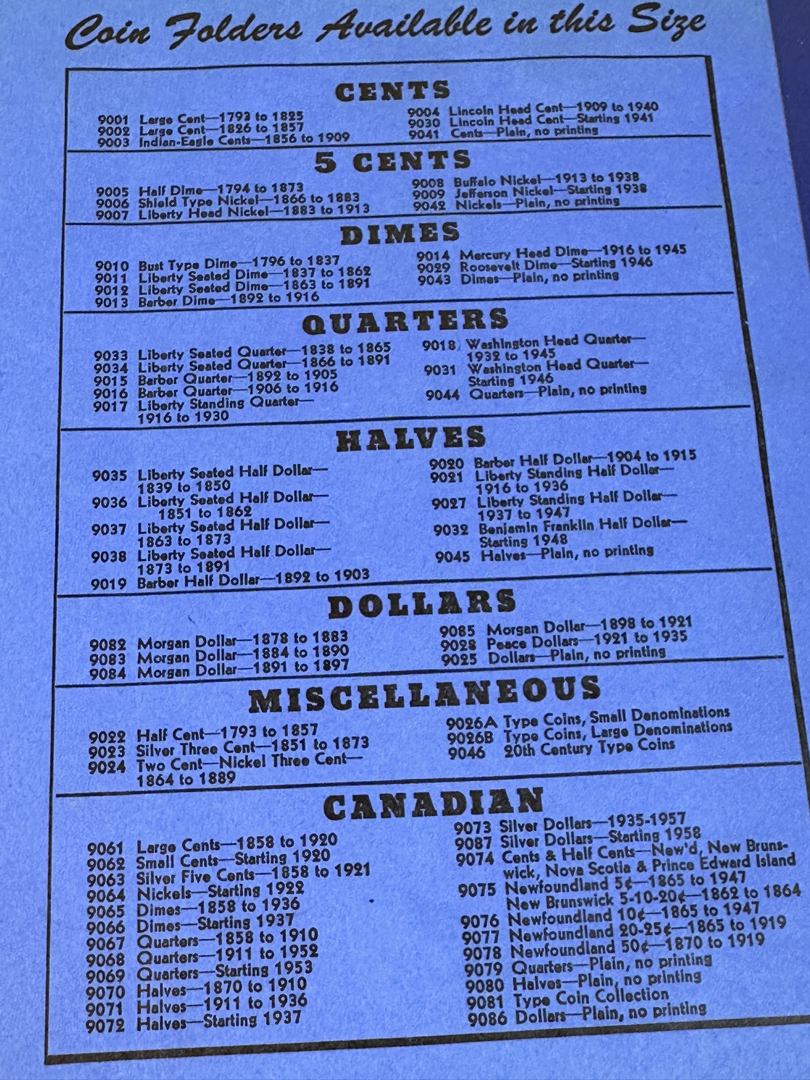 Coin Folders Available in this Size
CENTS
9001 Large Cent—1793 to 1825
9002 Large Cent—1826 to 1857
9003 Indian-Eagle Cents—1856 to 1909
9004 Lincoln Head Cent—1909 to 1940
9030 Lincoln Head Cent—Starting 1941
9041 Cents—Plain, no printing
5 CENTS
9005 Half Dime—1794 to 1873
9006 Shield Type Nickel—1866 to 1883
9007 Liberty Head Nickel—1883 to 1913
9008 Buffalo Nickel—1913 to 1938
9009 Jefferson Nickel—Starting 1938
9042 Nickels—Plain, no printing
DIMES
9010 Bust Type Dime—1796 to 1837
9011 Liberty Seated Dime—1837 to 1862
9012 Liberty Seated Dime—1863 to 1891
9013 Barber Dime—1892 to 1916
9014 Mercury Head Dime—1916 to 1945
9029 Roosevelt Dime—Starting 1946
9043 Dimes—Plain, no printing
QUARTERS
9033 Liberty Seated Quarter—1838 to 1865
9034 Liberty Seated Quarter—1866 to 1891
9015 Barber Quarter—1892 to 1905
9016 Barber Quarter—1906 to 1916
9017 Liberty Standing Quarter—
1916 to 1930
9018 Washington Head Quarter—
1932 to 1945
9031 Washington Head Quarter—
Starting 1946
9044 Quarters—Plain, no printing
HALVES
9035 Liberty Seated Half Dollar—
1839 to 1850
9036 Liberty Seated Half Dollar—
1851 to 1862
9037 Liberty Seated Half Dollar—
1863 to 1873
9038 Liberty Seated Half Dollar—
1873 to 1891
9019 Barber Half Dollar—1892 to 1903
9020 Barber Half Dollar—1904 to 1915
9021 Liberty Standing Half Dollar—
1916 to 1936
9027 Liberty Standing Half Dollar—
1937 to 1947
9032 Benjamin Franklin Half Dollar—
Starting 1948
9045 Halves—Plain, no printing
DOLLARS
9082 Morgan Dollar—1878 to 1883
9083 Morgan Dollar—1884 to 1890
9084 Morgan Dollar—1891 to 1897
9085 Morgan Dollar—1898 to 1921
9028 Peace Dollars—1921 to 1935
9025 Dollars—Plain, no printing
MISCELLANEOUS
9022 Half Cent—1793 to 1857
9023 Silver Three Cent—1851 to 1873
9024 Two Cent—Nickel Three Cent—
1864 to 1889
9026A Type Coins, Small Denominations
9026B Type Coins, Large Denominations
9046 20th Century Type Coins
CANADIAN
9061 Large Cents—1858 to 1920
9062 Small Cents—Starting 1920
9063 Silver Five Cents—1858 to 1921
9064 Nickels—Starting 1922
9065 Dimes—1858 to 1936
9066 Dimes—Starting 1937
9067 Quarters—1858 to 1910
9068 Quarters—1911 to 1952
9069 Quarters—Starting 1953
9070 Halves—1870 to 1910
9071 Halves—1911 to 1936
9072 Halves—Starting 1937
9073 Silver Dollars—1935-1957
9087 Silver Dollars—Starting 1958
9074 Cents & Half Cents—New'd, New Bruns-
wick, Nova Scotia & Prince Edward Island
9075 Newfoundland 5¢—1865 to 1947
New Brunswick 5-10-20¢—1862 to 1864
9076 Newfoundland 10¢—1865 to 1947
9077 Newfoundland 20-25¢—1865 to 1919
9078 Newfoundland 50¢—1870 to 1919
9079 Quarters—Plain, no printing
9080 Halves—Plain, no printing
9081 Type Coin Collection
9086 Dollars—Plain, no printing